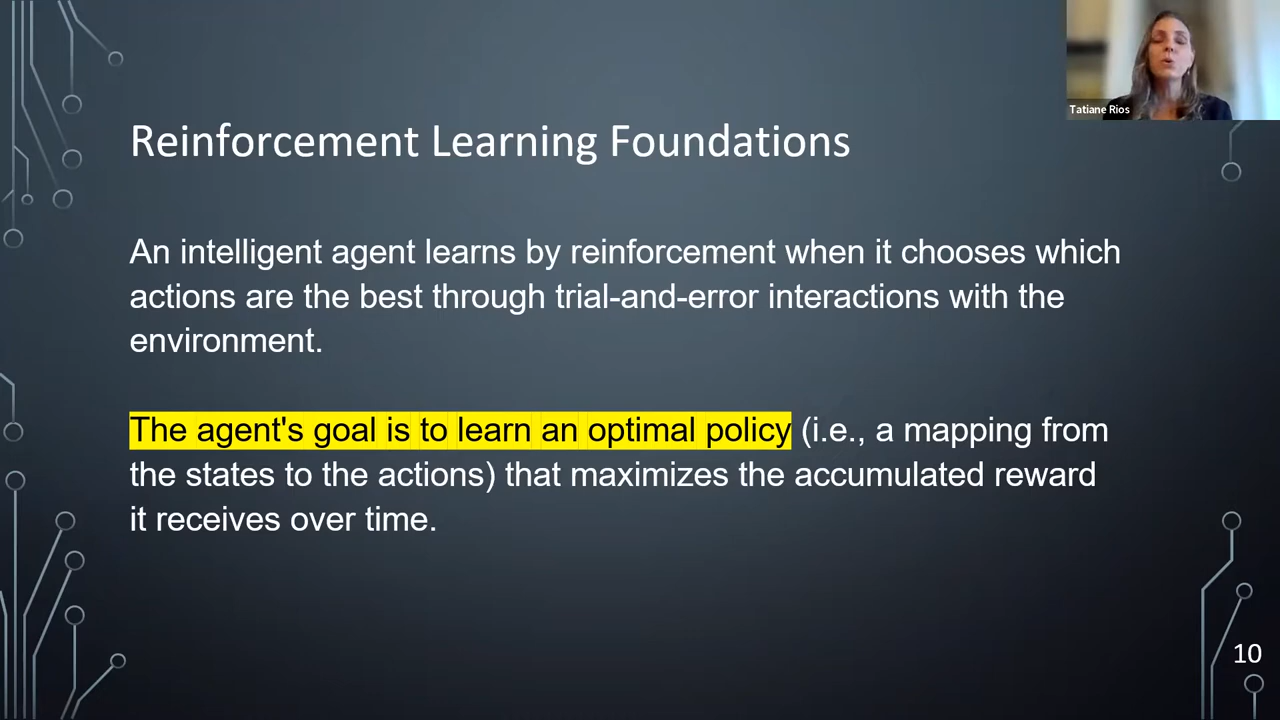 Tatiane Rios
Reinforcement Learning Foundations
An intelligent agent learns by reinforcement when it chooses which
actions are the best through trial-and-error interactions with the
environment.
The agent's goal is to learn an optimal policy (i.e., a mapping from
the states to the actions) that maximizes the accumulated reward
it receives over time.
10